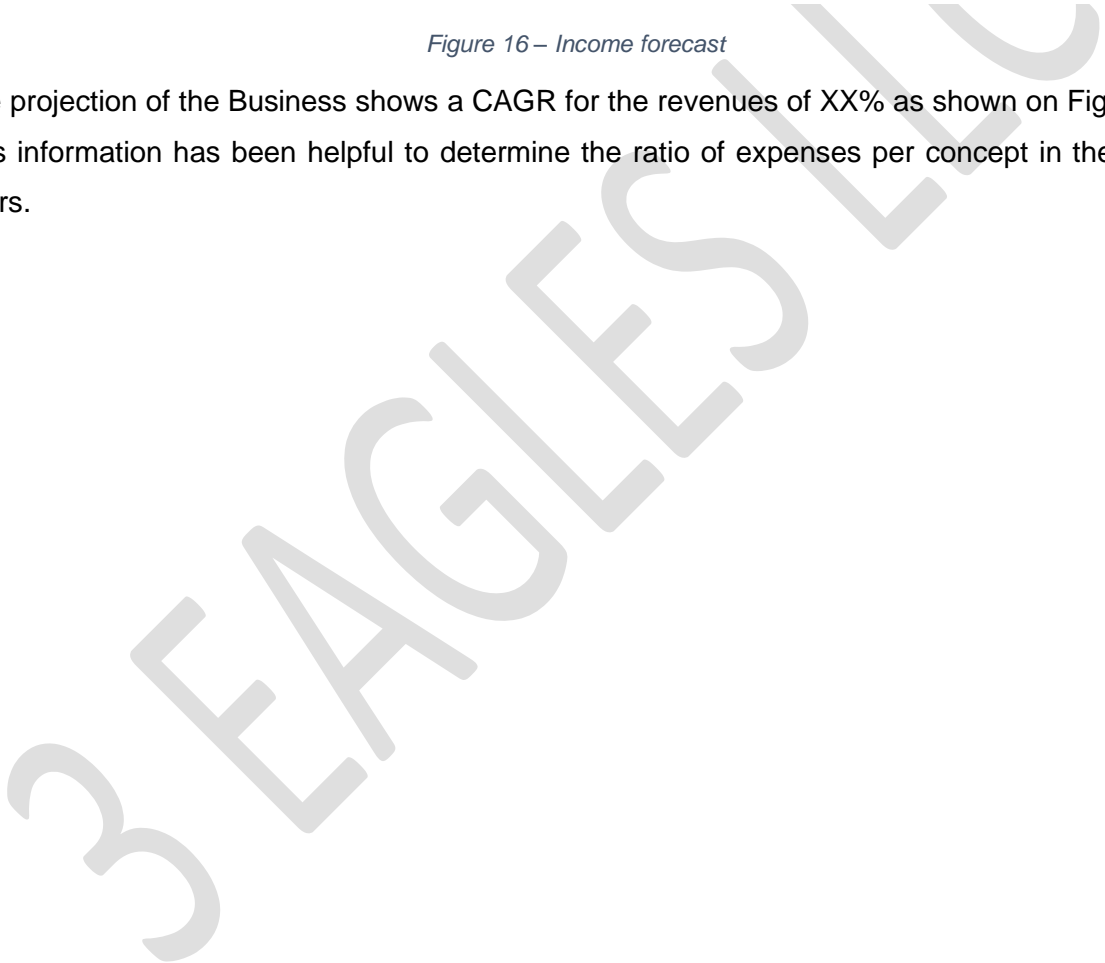 Figure 16 – Income forecast
projection of the Business shows a CAGR for the revenues of XX% as shown on Fig
information has been helpful to determine the ratio of expenses per concept in the
3 EAGLES LLC